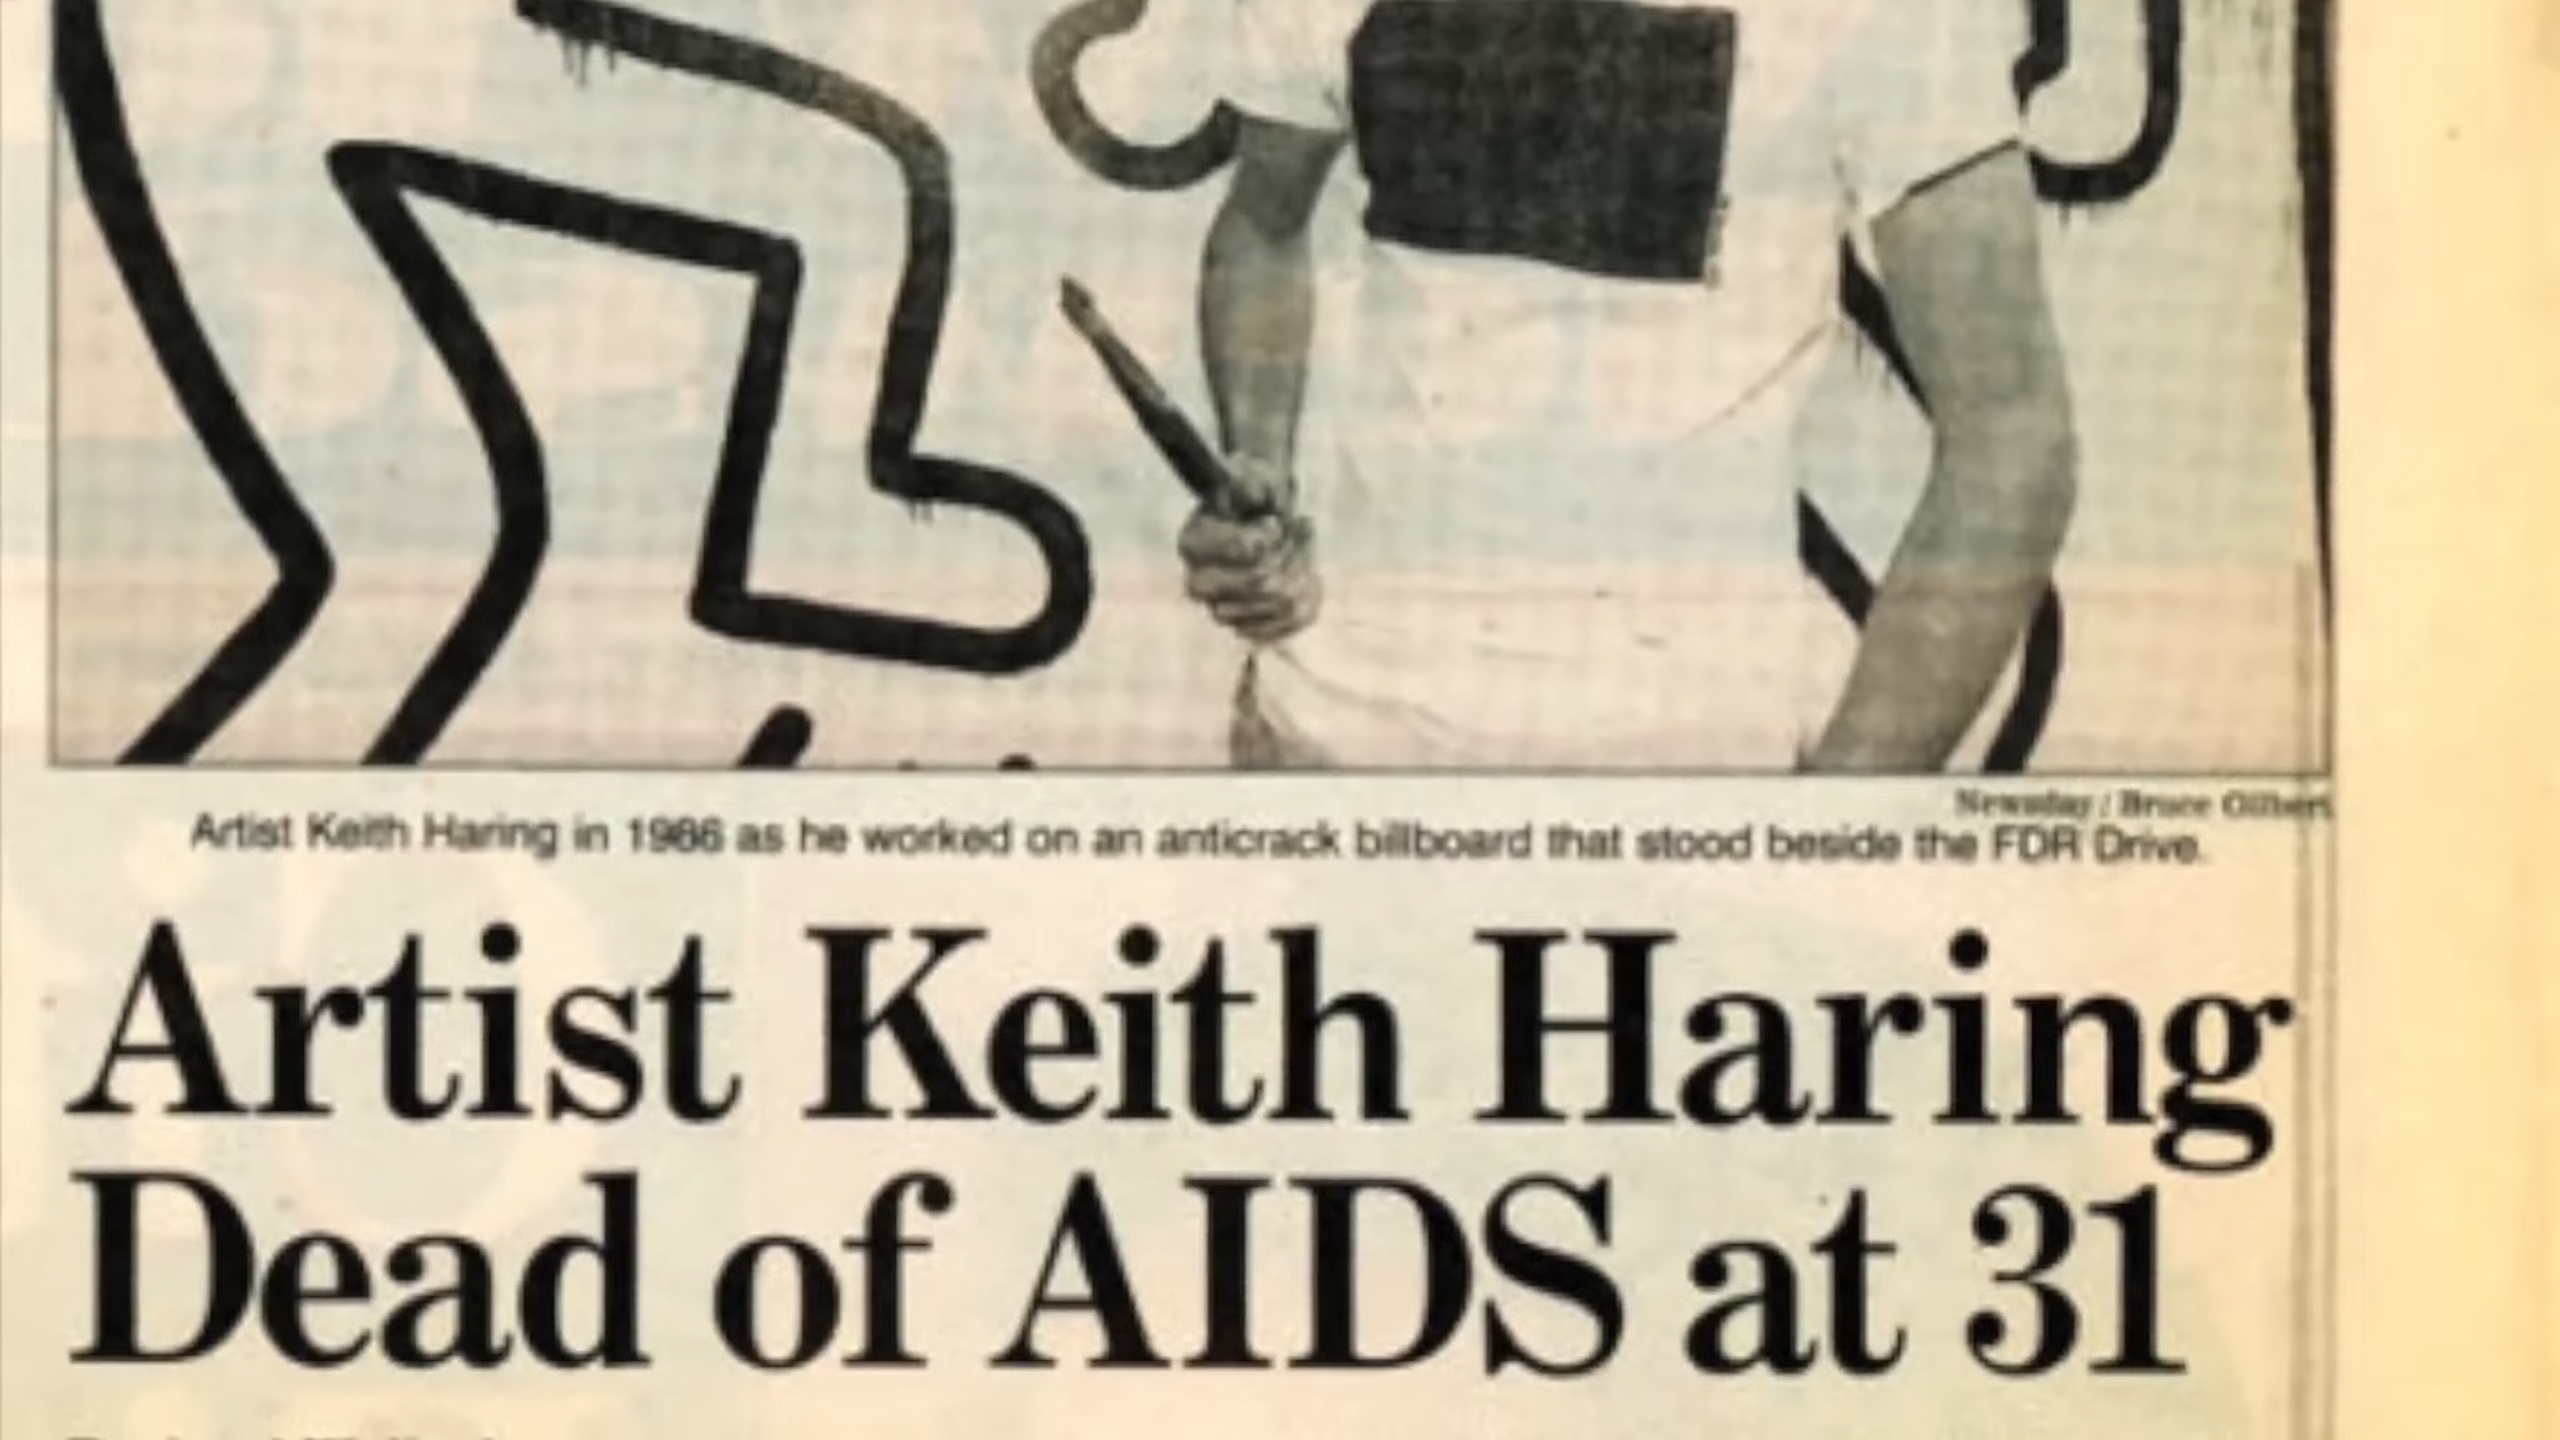 Newsday / Bruce Gilbert
Artist Keith Haring in 1986 as he worked on an anticrack billboard that stood beside the FDR Drive.
Artist Keith Haring
Dead of AIDS at 31